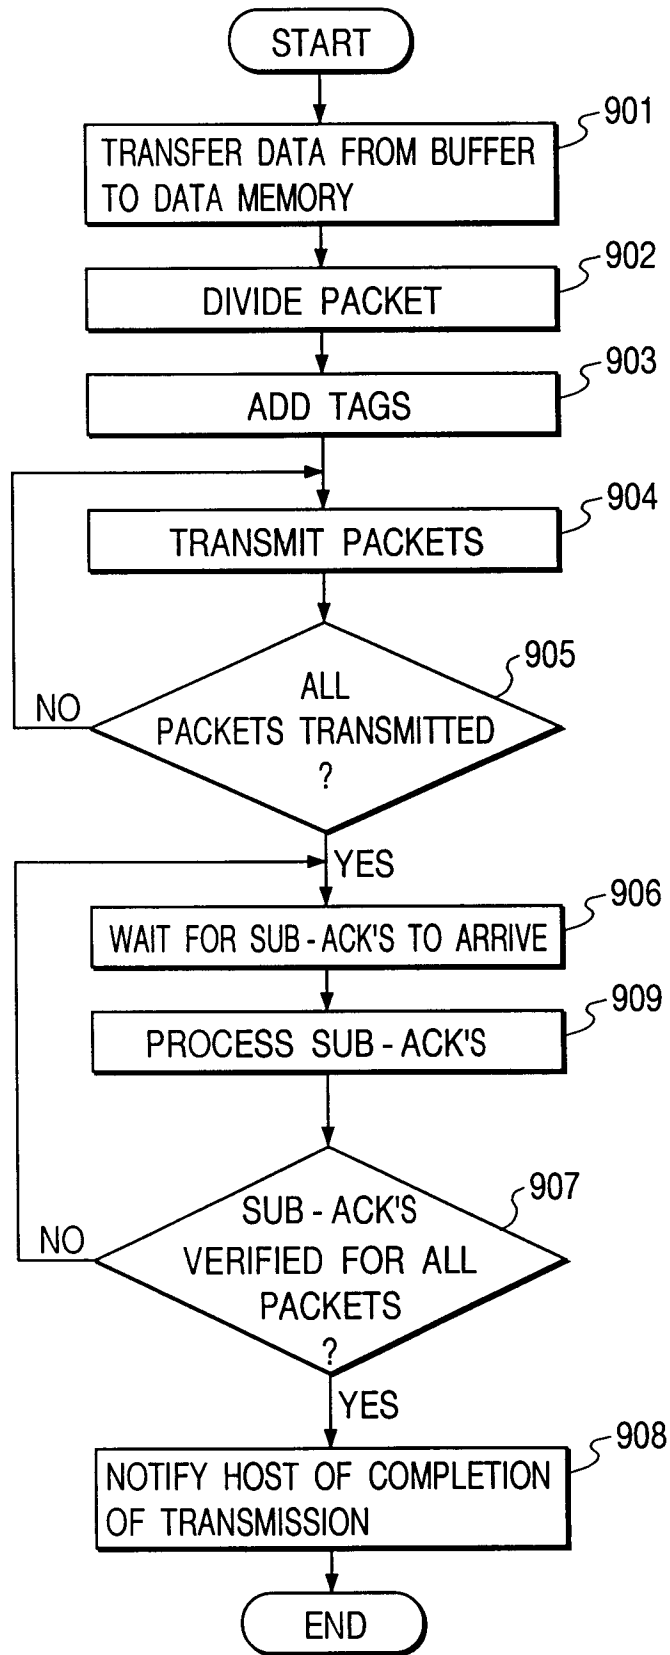 START
901
TRANSFER DATA FROM BUFFER
TO DATA MEMORY
902
DIVIDE PACKET
903
ADD TAGS
904
TRANSMIT PACKETS
905
ALL
PACKETS TRANSMITTED
?
NO
YES
906
WAIT FOR SUB-ACK'S TO ARRIVE
909
PROCESS SUB-ACK'S
907
SUB-ACK'S
VERIFIED FOR ALL
PACKETS
?
NO
YES
908
NOTIFY HOST OF COMPLETION
OF TRANSMISSION
END